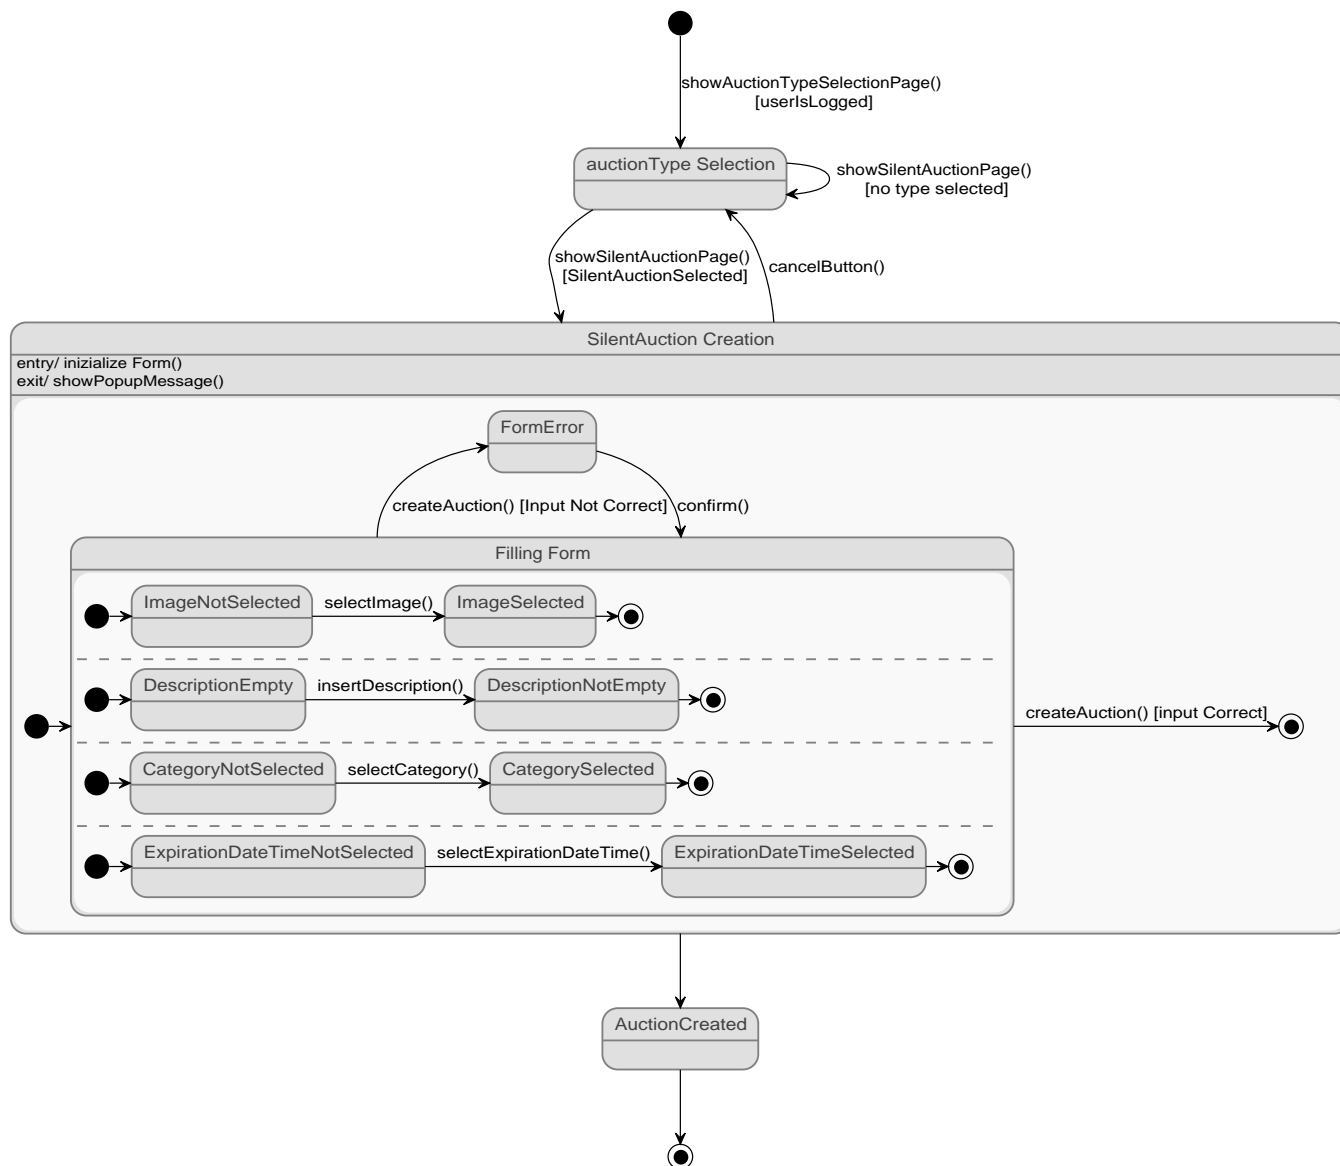 showAuctionTypeSelectionPage()
[userIsLogged]
auctionType Selection
showSilentAuctionPage()
[no type selected]
showSilentAuctionPage()
[SilentAuctionSelected]
cancelButton()
SilentAuction Creation
entry/ inizialize Form()
exit/ showPopupMessage()
FormError
createAuction() [Input Not Correct]
confirm()
Filling Form
ImageNotSelected
selectImage()
ImageSelected
DescriptionEmpty
insertDescription()
DescriptionNotEmpty
createAuction() [input Correct]
CategoryNotSelected
selectCategory()
CategorySelected
ExpirationDateTimeNotSelected
selectExpirationDateTime()
ExpirationDateTimeSelected
AuctionCreated